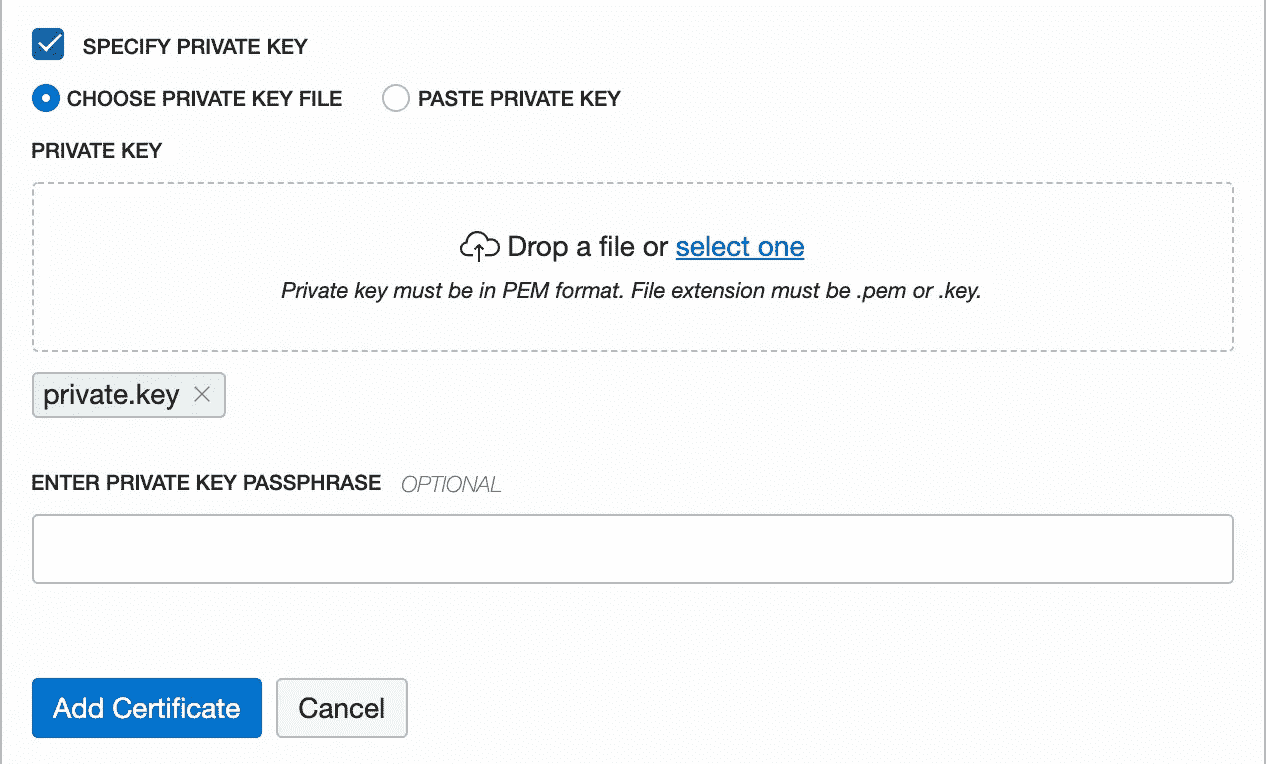 SPECIFY PRIVATE KEY
CHOOSE PRIVATE KEY FILE PASTE PRIVATE KEY
PRIVATE KEY
Drop a file or select one
Private key must be in PEM format. File extension must be .pem or .key.
private.key
ENTER PRIVATE KEY PASSPHRASE OPTIONAL
Add Certificate Cancel